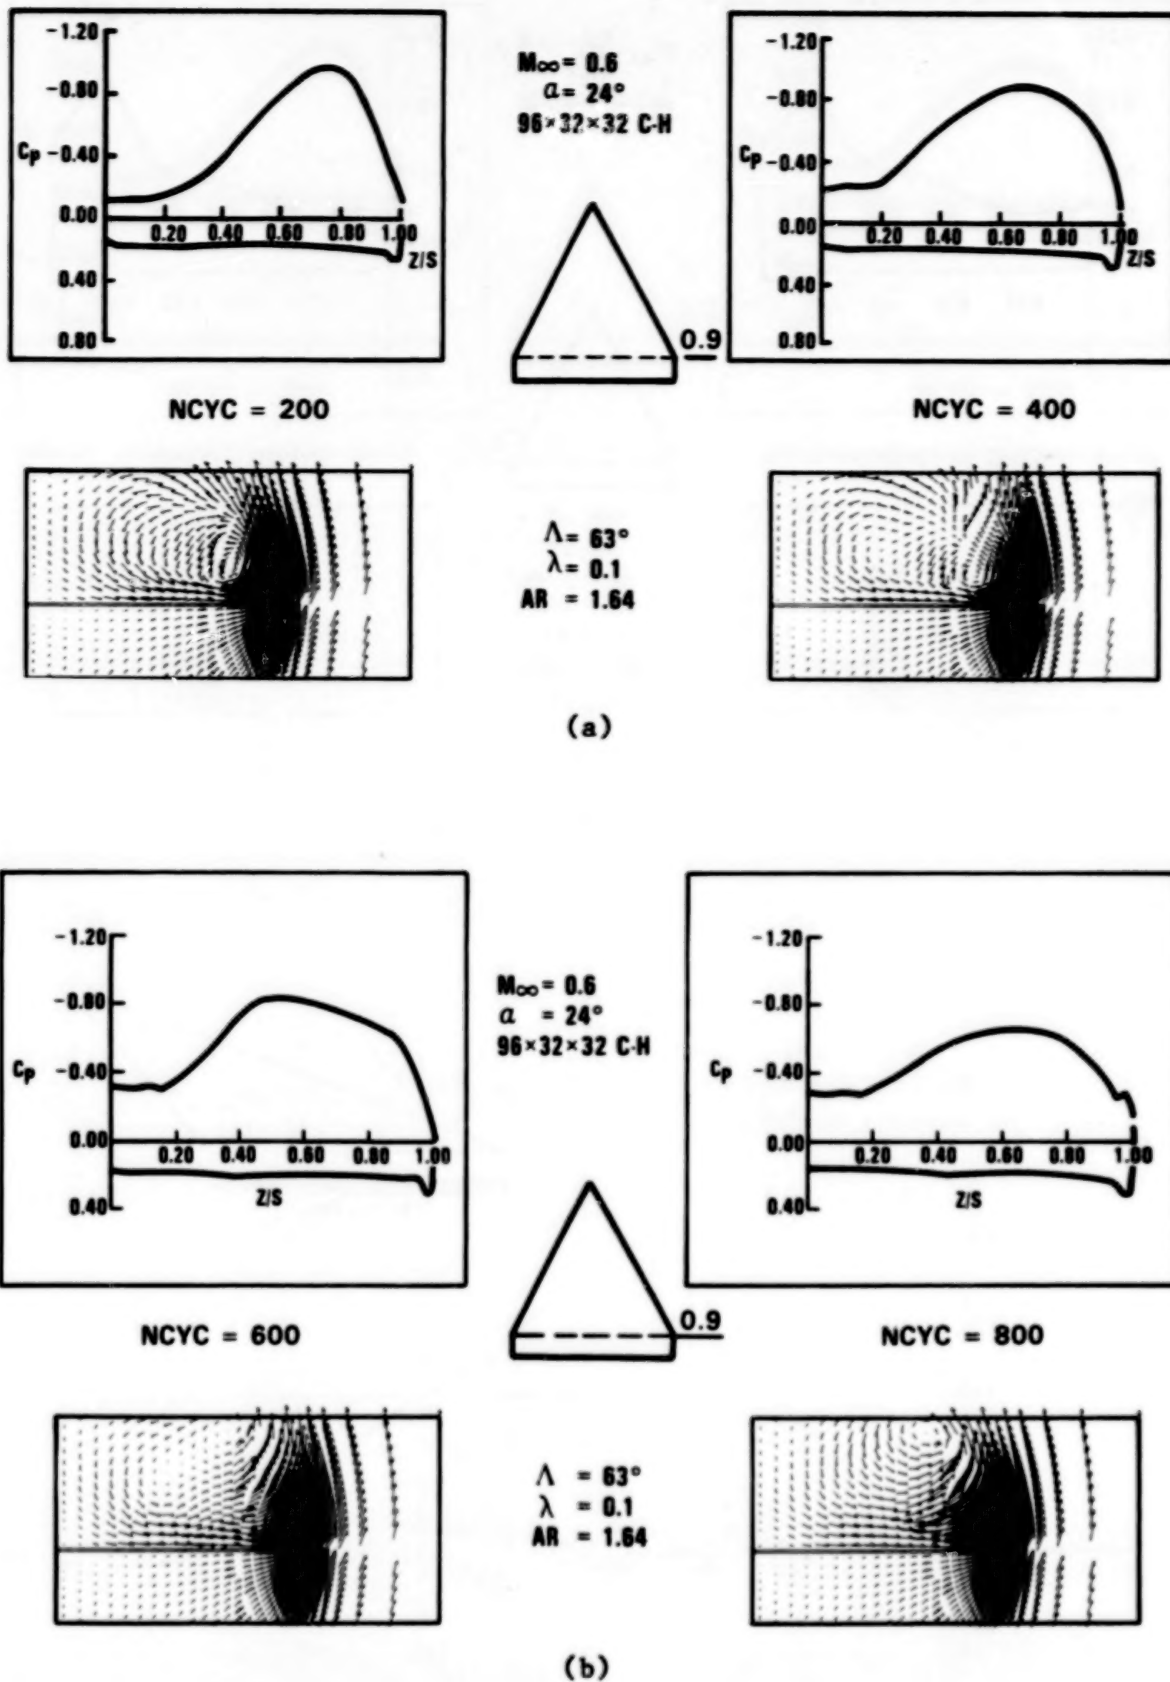 -1.20
-0.80
Cp -0.40
0.00
0.20 0.40 0.60 0.80 1.00
Z/S
0.40
0.80
M∞ = 0.6
α = 24°
96×32×32 C-H
0.9
-1.20
-0.80
Cp -0.40
0.00
0.20 0.40 0.60 0.80 1.00
Z/S
0.40
0.80
NCYC = 200
NCYC = 400
Λ = 63°
λ = 0.1
AR = 1.64
(a)
-1.20
-0.80
Cp -0.40
0.00
0.20 0.40 0.60 0.80 1.00
0.40
Z/S
M∞ = 0.6
α = 24°
96×32×32 C-H
0.9
-1.20
-0.80
Cp -0.40
0.00
0.20 0.40 0.60 0.80 1.00
0.40
Z/S
NCYC = 600
NCYC = 800
Λ = 63°
λ = 0.1
AR = 1.64
(b)